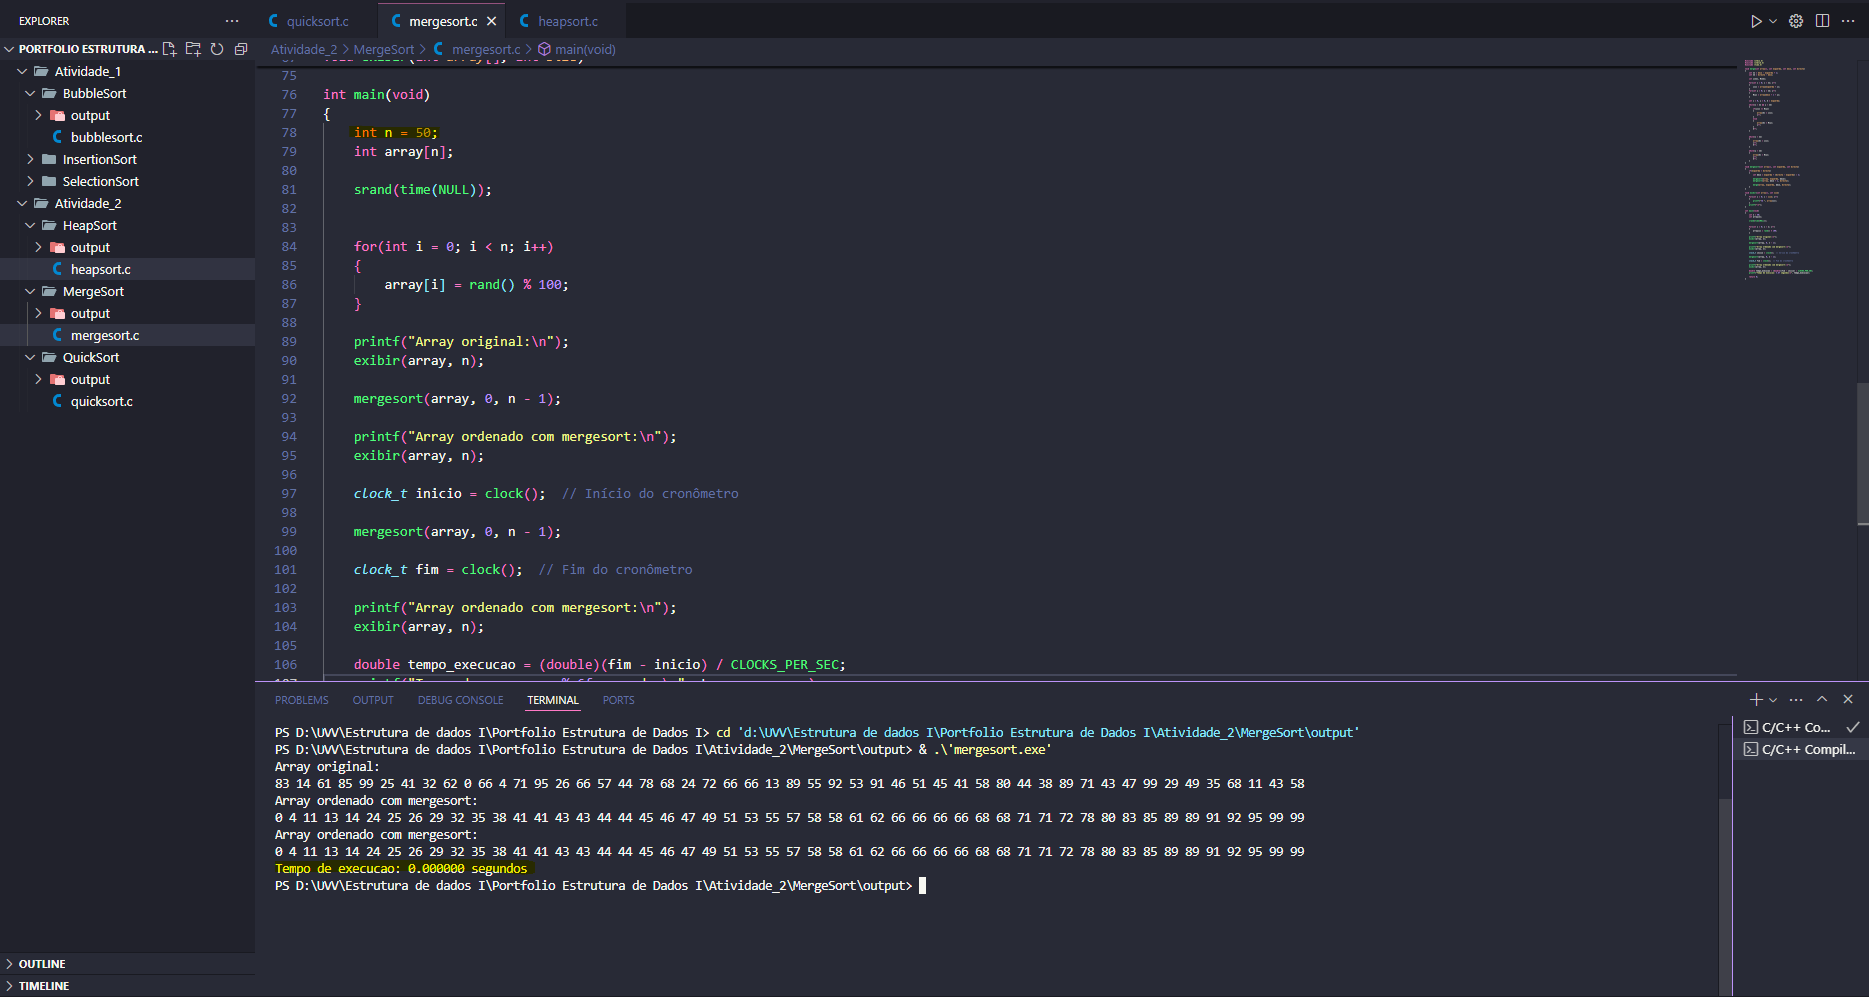 EXPLORER
PORTFOLIO ESTRUTURA ...
Atividade_1
BubbleSort
output
bubblesort.c
InsertionSort
SelectionSort
Atividade_2
HeapSort
output
heapsort.c
MergeSort
output
mergesort.c
QuickSort
output
quicksort.c
OUTLINE
TIMELINE
quicksort.c
mergesort.c
heapsort.c
Atividade_2 > MergeSort > mergesort.c > main(void)
75
76 int main(void)
77 {
78 int n = 50;
79 int array[n];
80
81 srand(time(NULL));
82
83
84 for(int i = 0; i < n; i++)
85 {
86 array[i] = rand() % 100;
87 }
88
89 printf("Array original:\n");
90 exibir(array, n);
91
92 mergesort(array, 0, n - 1);
93
94 printf("Array ordenado com mergesort:\n");
95 exibir(array, n);
96
97 clock_t inicio = clock(); // Início do cronômetro
98
99 mergesort(array, 0, n - 1);
100
101 clock_t fim = clock(); // Fim do cronômetro
102
103 printf("Array ordenado com mergesort:\n");
104 exibir(array, n);
105
106 double tempo_execucao = (double)(fim - inicio) / CLOCKS_PER_SEC;
PROBLEMS OUTPUT DEBUG CONSOLE TERMINAL PORTS
PS D:\UVV\Estrutura de dados I\Portfolio Estrutura de Dados I> cd 'd:\UVV\Estrutura de dados I\Portfolio Estrutura de Dados I\Atividade_2\MergeSort\output'
PS D:\UVV\Estrutura de dados I\Portfolio Estrutura de Dados I\Atividade_2\MergeSort\output> & .\'mergesort.exe'
Array original:
83 14 61 85 99 25 41 32 62 0 66 4 71 95 26 66 57 44 78 68 24 72 66 66 13 89 55 92 53 91 46 51 45 41 58 80 44 38 89 71 43 47 99 29 49 35 68 11 43 58
Array ordenado com mergesort:
0 4 11 13 14 24 25 26 29 32 35 38 41 41 43 43 44 44 45 46 47 49 51 53 55 57 58 58 61 62 66 66 66 66 68 68 71 71 72 78 80 83 85 89 89 91 92 95 99 99
Array ordenado com mergesort:
0 4 11 13 14 24 25 26 29 32 35 38 41 41 43 43 44 44 45 46 47 49 51 53 55 57 58 58 61 62 66 66 66 66 68 68 71 71 72 78 80 83 85 89 89 91 92 95 99 99
Tempo de execucao: 0.000000 segundos
PS D:\UVV\Estrutura de dados I\Portfolio Estrutura de Dados I\Atividade_2\MergeSort\output>
C/C++ Co...
C/C++ Compil...